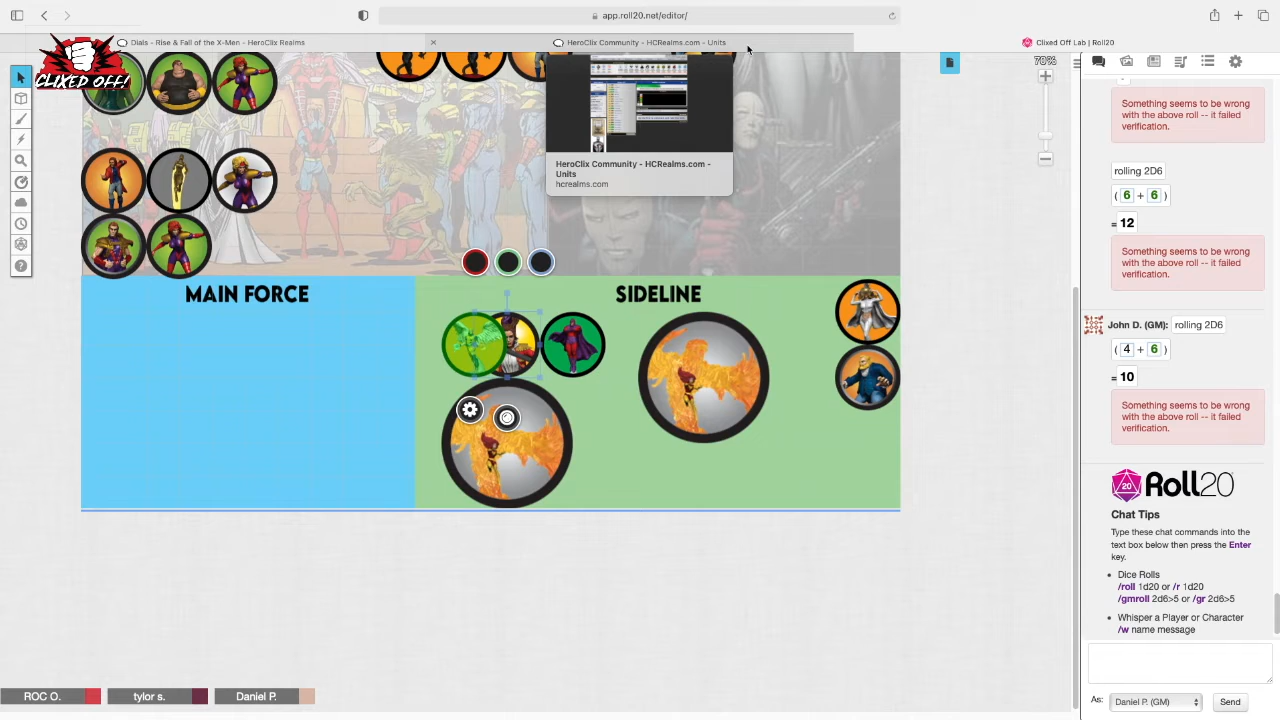 app.roll20.net/editor/
Dials - Rise & Fall of the X-Men - HeroClix Realms
HeroClix Community - HCRealms.com - Units
Clixed Off Lab | Roll20
CLIXED OFF!
70%
HeroClix Community - HCRealms.com -
Units
hcrealms.com
MAIN FORCE
SIDELINE
Something seems to be wrong
with the above roll -- it failed
verification.
rolling 2D6
( 6 + 6 )
= 12
Something seems to be wrong
with the above roll -- it failed
verification.
John D. (GM): rolling 2D6
( 4 + 6 )
= 10
Something seems to be wrong
with the above roll -- it failed
verification.
20 Roll20
Chat Tips
Type these chat commands into the
text box below then press the Enter
key.
• Dice Rolls
/roll 1d20 or /r 1d20
/gmroll 2d6>5 or /gr 2d6>5
• Whisper a Player or Character
/w name message
As: Daniel P. (GM) Send
ROC O. tylor s. Daniel P.